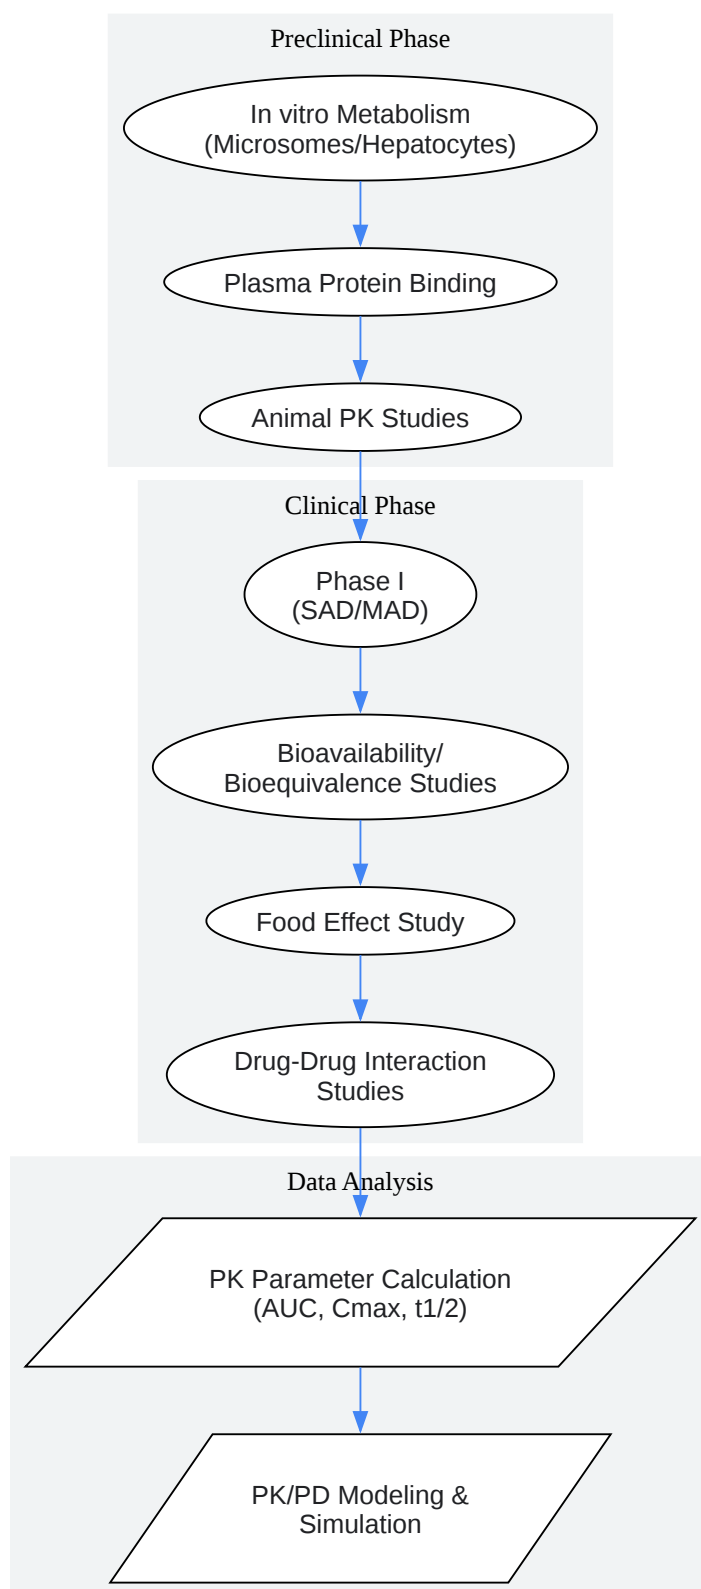 Preclinical Phase
In vitro Metabolism
(Microsomes/Hepatocytes)
Plasma Protein Binding
Animal PK Studies
Clinical Phase
Phase I
(SAD/MAD)
Bioavailability/
Bioequivalence Studies
Food Effect Study
Drug-Drug Interaction
Studies
Data Analysis
PK Parameter Calculation
(AUC, Cmax, t1/2)
PK/PD Modeling &
Simulation